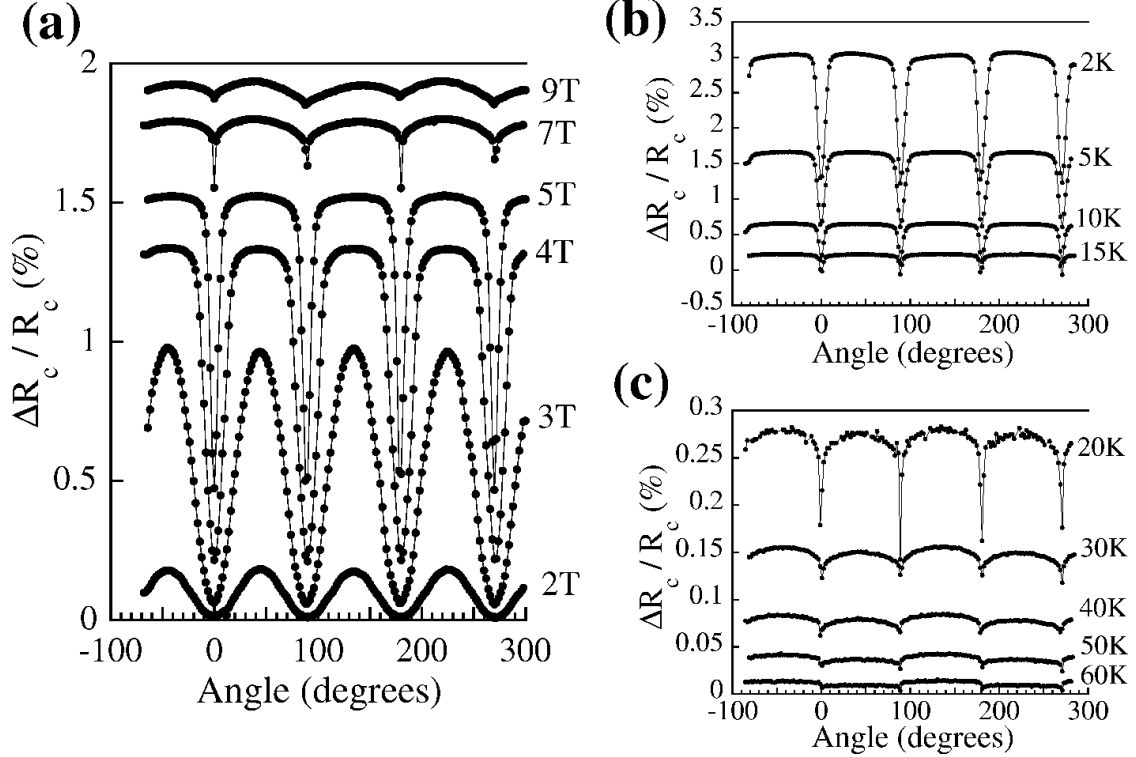 (a)
2
1.5
1
0.5
0
ΔR_c / R_c (%)
9T
7T
5T
4T
3T
2T
-100 0 100 200 300
Angle (degrees)
(b)
3.5
3
2.5
2
1.5
1
0.5
0
-0.5
ΔR_c / R_c (%)
2K
5K
10K
15K
-100 0 100 200 300
Angle (degrees)
(c)
0.3
0.25
0.2
0.15
0.1
0.05
0
ΔR_c / R_c (%)
20K
30K
40K
50K
60K
-100 0 100 200 300
Angle (degrees)